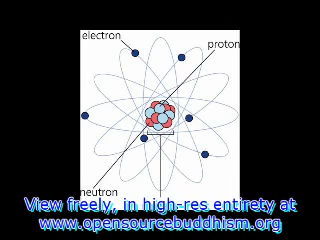 electron
proton
neutron
View freely, in high-res entirety at
www.opensourcebuddhism.org